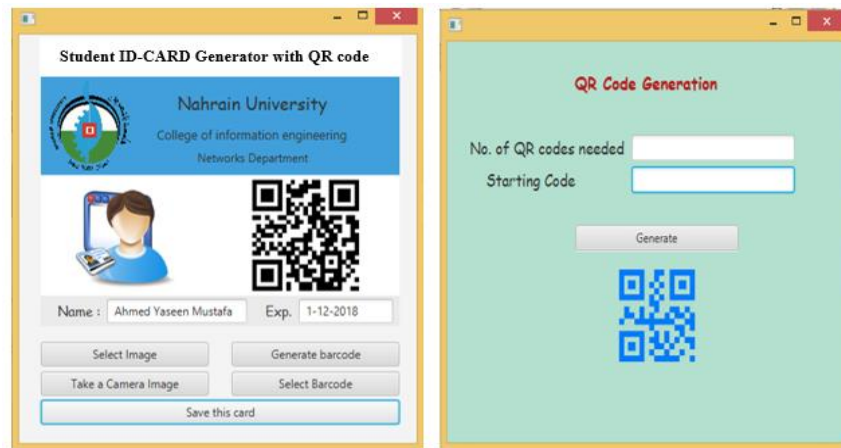 Student ID-CARD Generator with QR code
Nahrain University
College of information engineering
Networks Department
Name :
Ahmed Yaseen Mustafa
Exp.
1-12-2018
Select Image
Generate barcode
Take a Camera Image
Select Barcode
Save this card
QR Code Generation
No. of QR codes needed
Starting Code
Generate